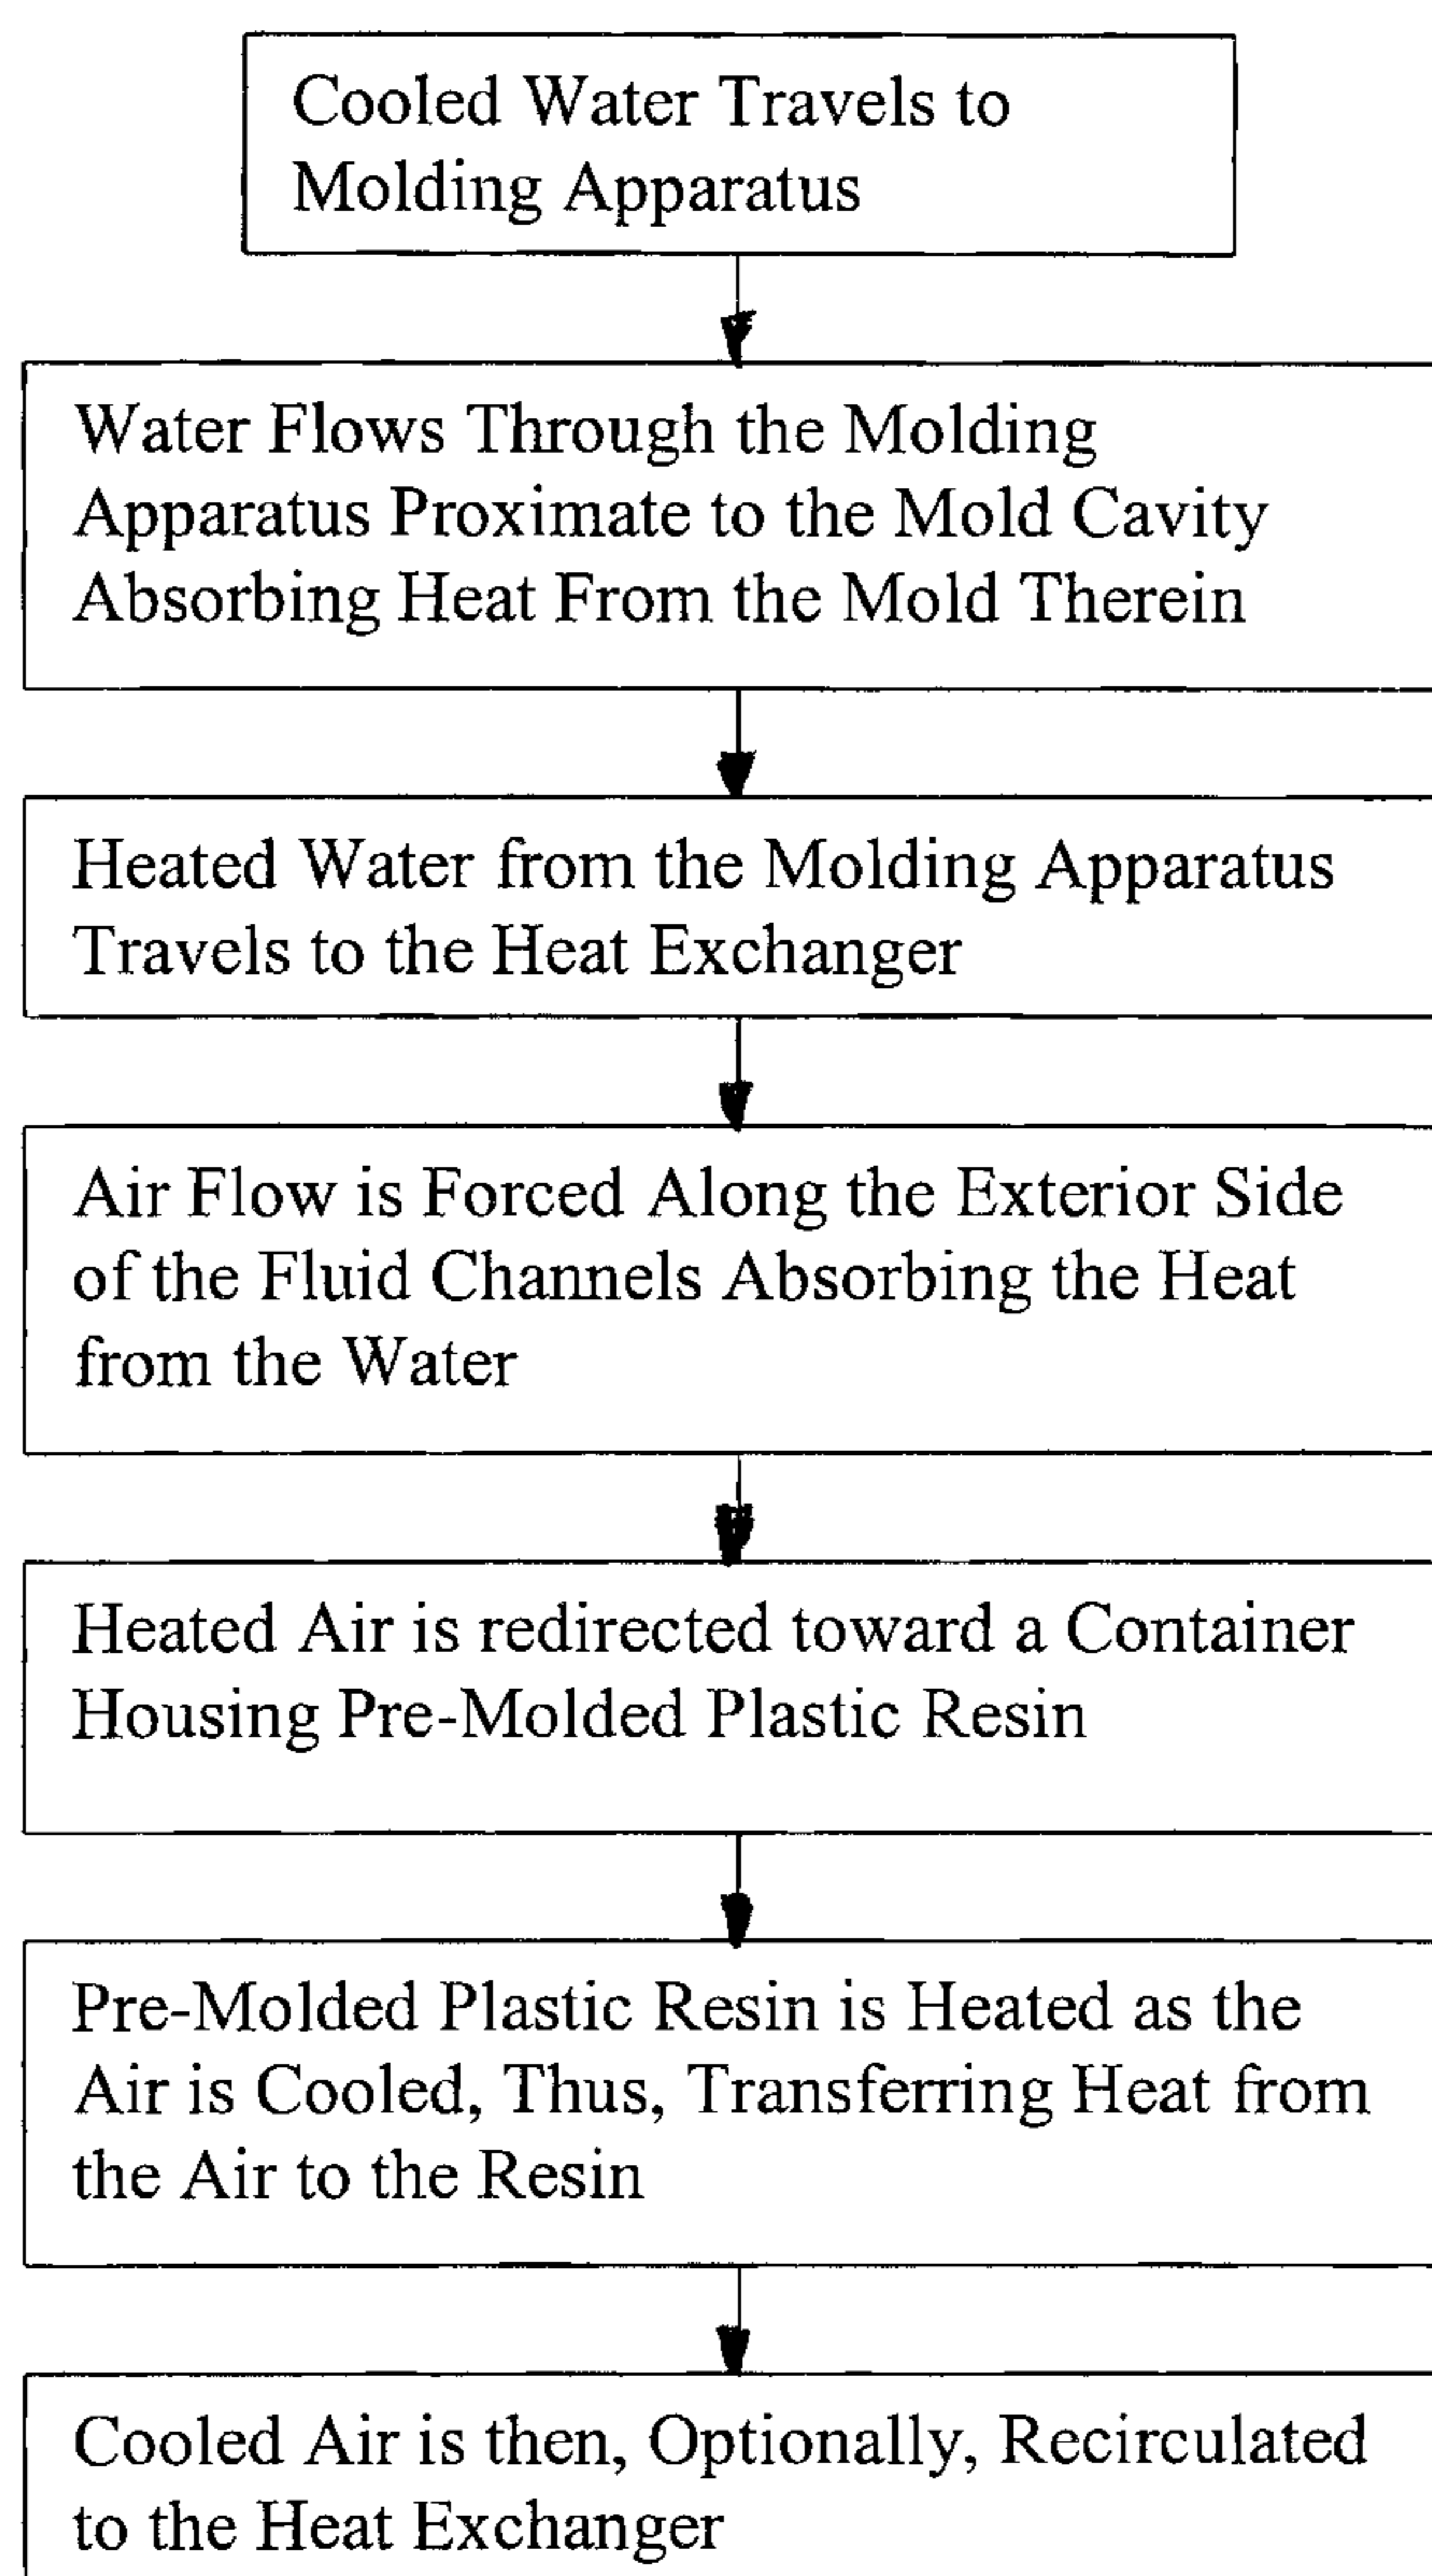 Cooled Water Travels to
Molding Apparatus
Water Flows Through the Molding
Apparatus Proximate to the Mold Cavity
Absorbing Heat From the Mold Therein
Heated Water from the Molding Apparatus
Travels to the Heat Exchanger
Air Flow is Forced Along the Exterior Side
of the Fluid Channels Absorbing the Heat
from the Water
Heated Air is redirected toward a Container
Housing Pre-Molded Plastic Resin
Pre-Molded Plastic Resin is Heated as the
Air is Cooled, Thus, Transferring Heat from
the Air to the Resin
Cooled Air is then, Optionally, Recirculated
to the Heat Exchanger